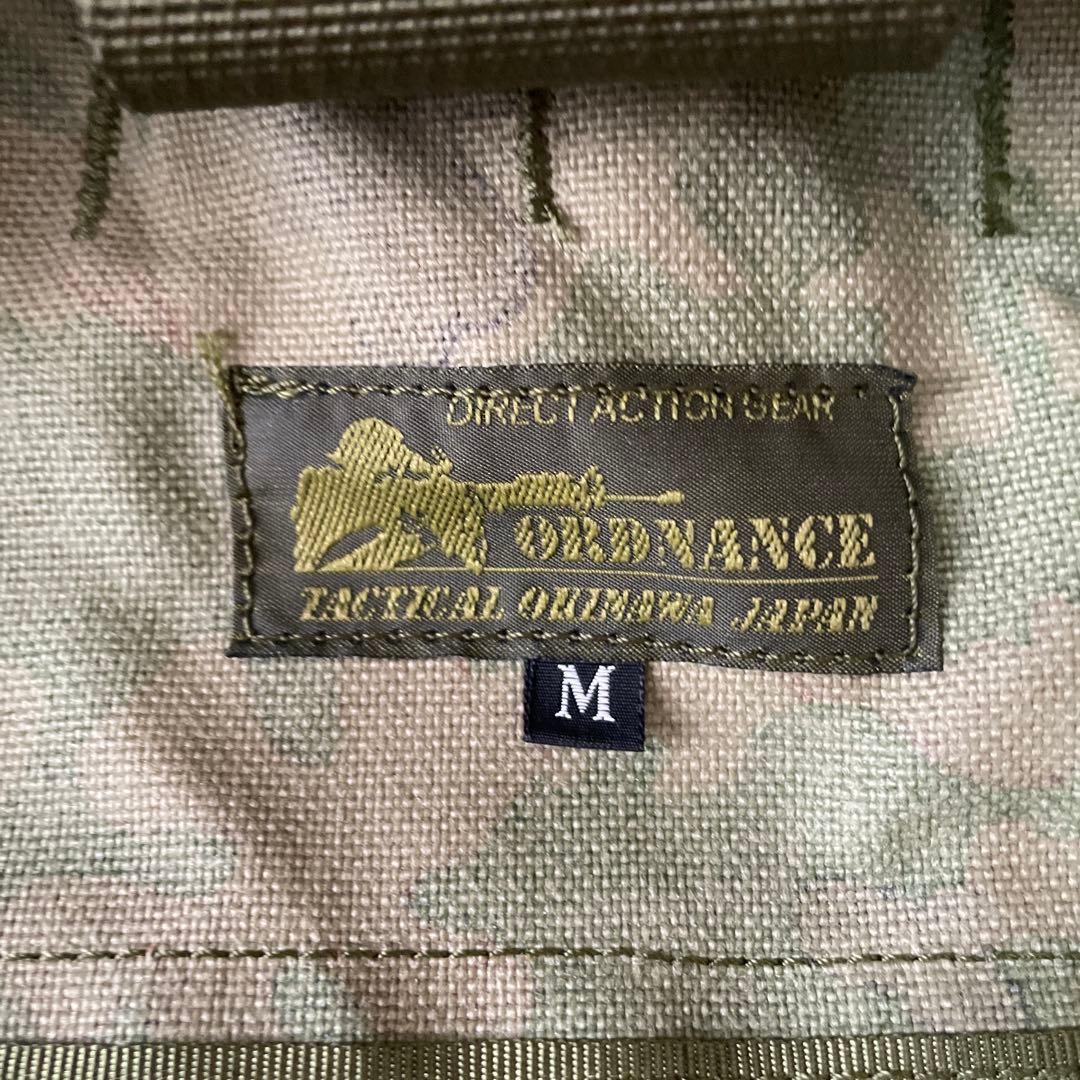 DIRECT ACTION GEAR
ORDNANCE
TACTICAL OKINAWA JAPAN
M